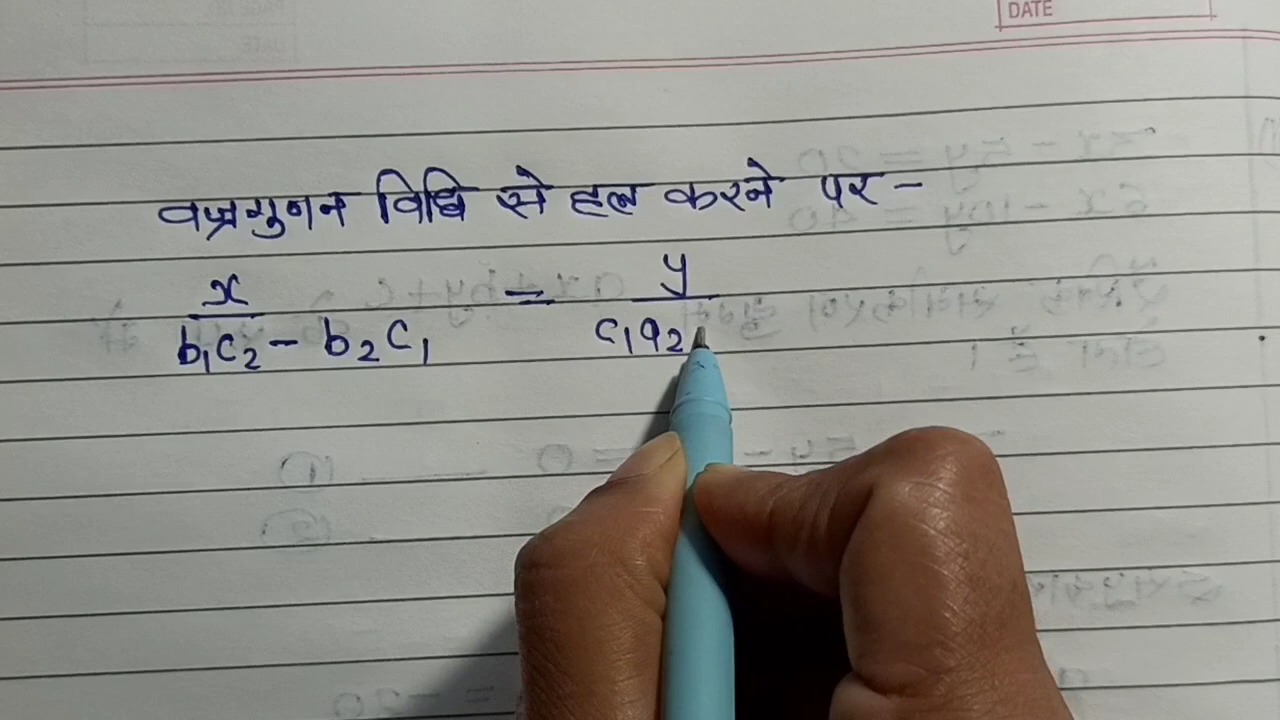 DATE
वज्रगुणन विधि से हल करने पर -
x/(b₁c₂ - b₂c₁) = y/(c₁a₂